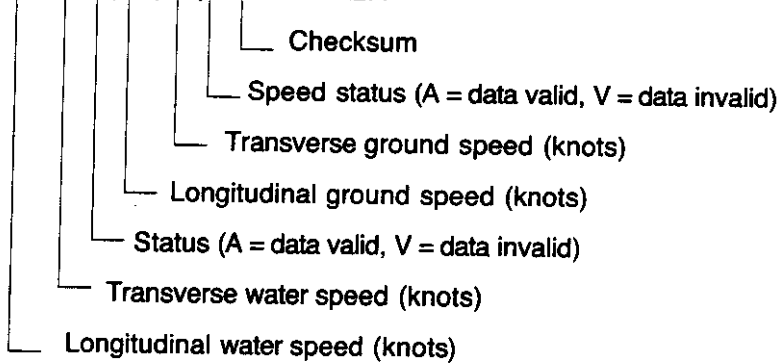 Checksum
Speed status (A = data valid, V = data invalid)
Transverse ground speed (knots)
Longitudinal ground speed (knots)
Status (A = data valid, V = data invalid)
Transverse water speed (knots)
Longitudinal water speed (knots)